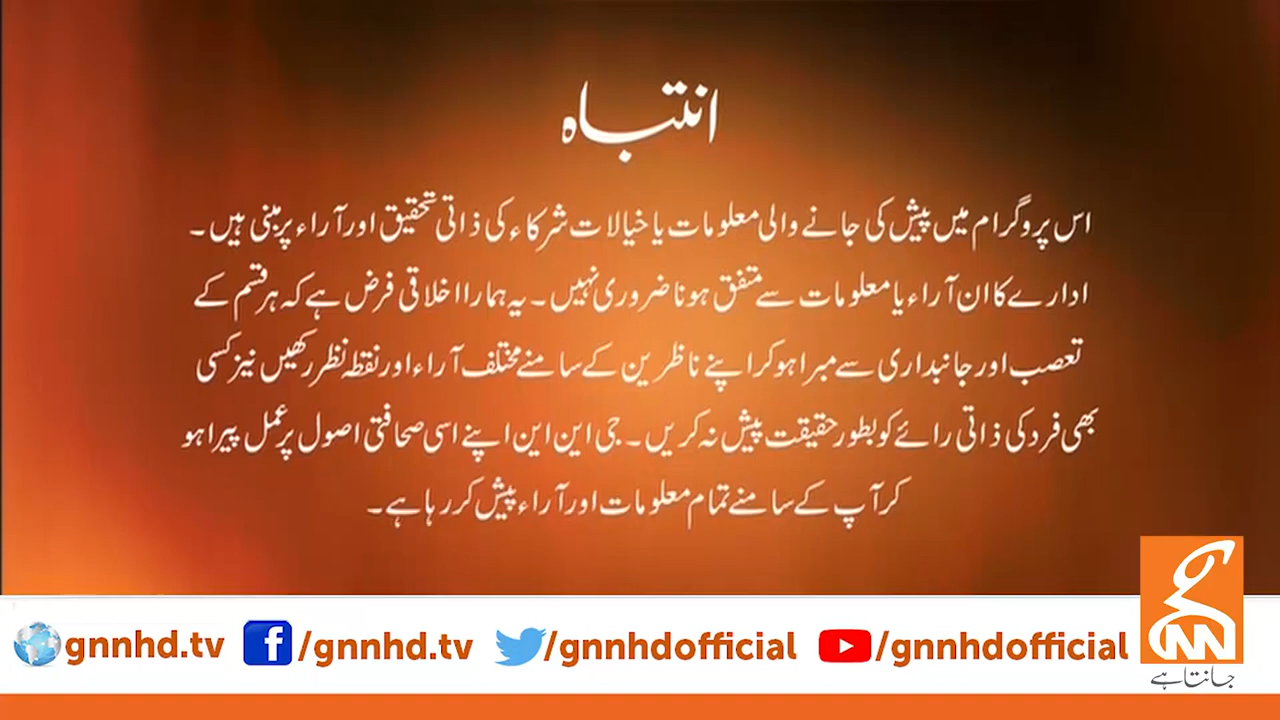 انتباہ
اس پروگرام میں پیش کی جانے والی معلومات یا خیالات شرکاء کی ذاتی تحقیق اور آراء پر مبنی ہیں۔
ادارے کا ان آراء یا معلومات سے متفق ہونا ضروری نہیں۔ یہ ہمارا اخلاقی فرض ہے کہ ہر قسم کے
تعصب اور جانبداری سے مبرا ہو کر اپنے ناظرین کے سامنے مختلف آراء اور نقطہ نظر رکھیں نیز کسی
بھی فرد کی ذاتی رائے کو بطور حقیقت پیش نہ کریں۔ جی این این اپنے اسی صحافتی اصول پر عمل پیرا ہو
کر آپ کے سامنے تمام معلومات اور آراء پیش کر رہا ہے۔
gnnhd.tv /gnnhd.tv /gnnhdofficial /gnnhdofficial
GNN
جانتا ہے